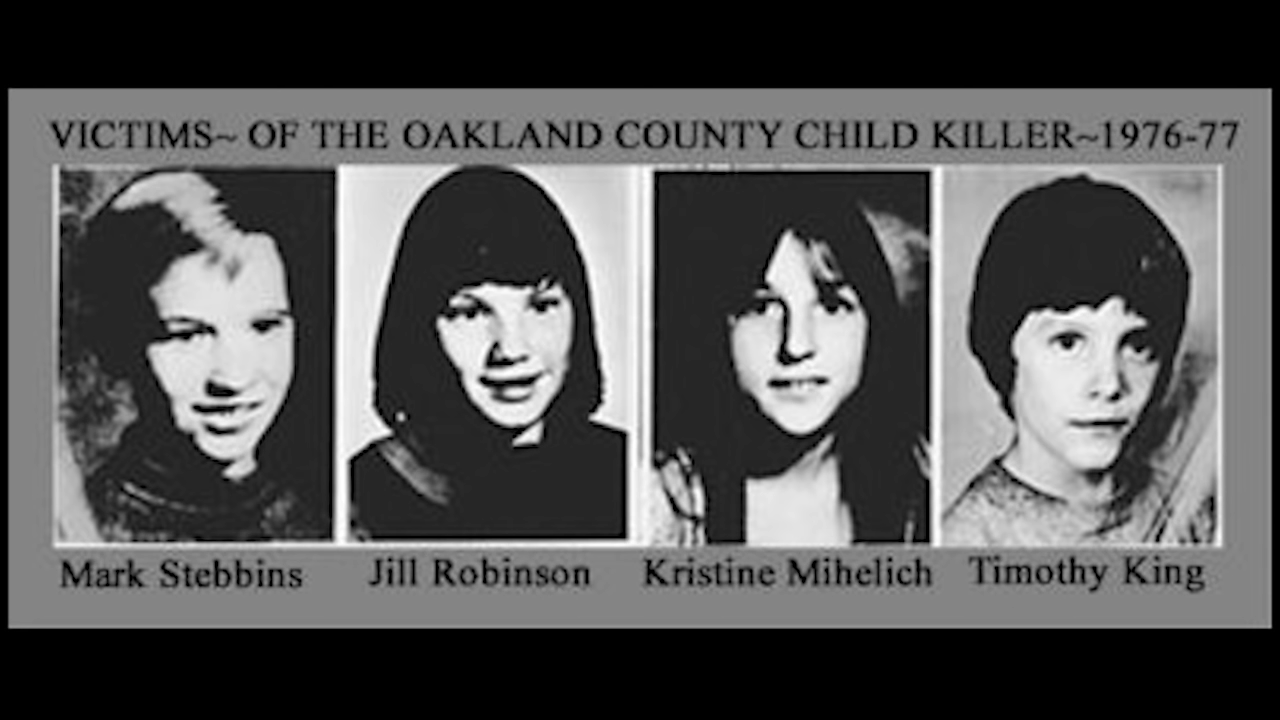 VICTIMS~ OF THE OAKLAND COUNTY CHILD KILLER~1976-77
Mark Stebbins Jill Robinson Kristine Mihelich Timothy King